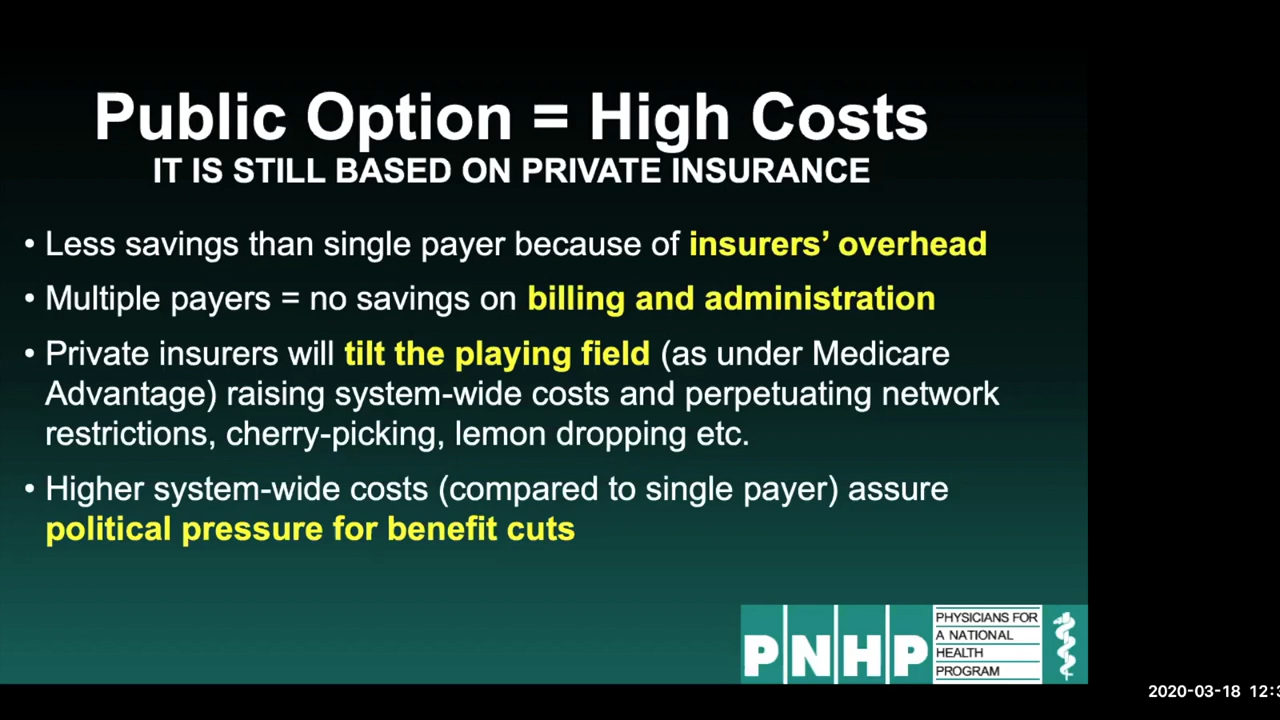 Public Option = High Costs
IT IS STILL BASED ON PRIVATE INSURANCE
• Less savings than single payer because of insurers’ overhead
• Multiple payers = no savings on billing and administration
• Private insurers will tilt the playing field (as under Medicare
Advantage) raising system-wide costs and perpetuating network
restrictions, cherry-picking, lemon dropping etc.
• Higher system-wide costs (compared to single payer) assure
political pressure for benefit cuts
PNHP
PHYSICIANS FOR
A NATIONAL
HEALTH
PROGRAM
2020-03-18